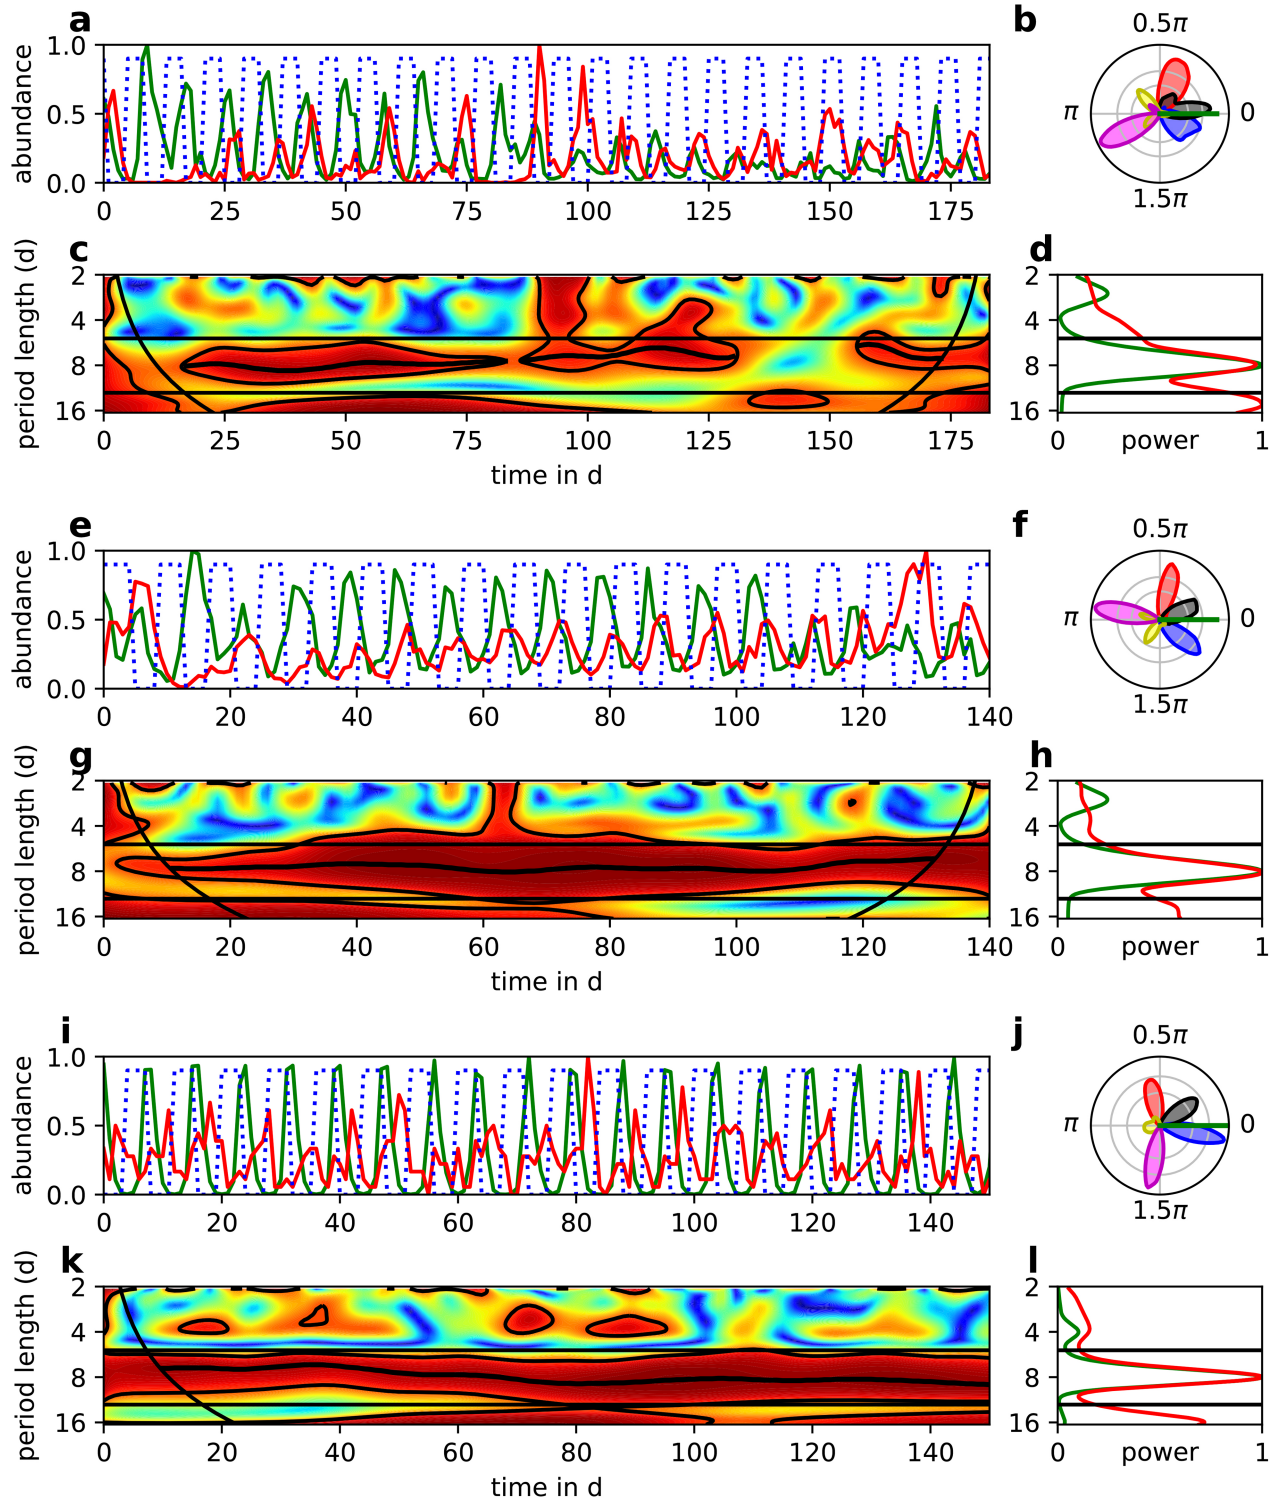 a
b
abundance
1.0
0.5
0.0
0 25 50 75 100 125 150 175
0.5π
π
0
1.5π
c
d
period length (d)
2
4
8
16
0 25 50 75 100 125 150 175
time in d
2
4
8
16
0 power 1
e
f
abundance
1.0
0.5
0.0
0 20 40 60 80 100 120 140
0.5π
π
0
1.5π
g
h
period length (d)
2
4
8
16
0 20 40 60 80 100 120 140
time in d
2
4
8
16
0 power 1
i
j
abundance
1.0
0.5
0.0
0 20 40 60 80 100 120 140
0.5π
π
0
1.5π
k
l
period length (d)
2
4
8
16
0 20 40 60 80 100 120 140
time in d
2
4
8
16
0 power 1